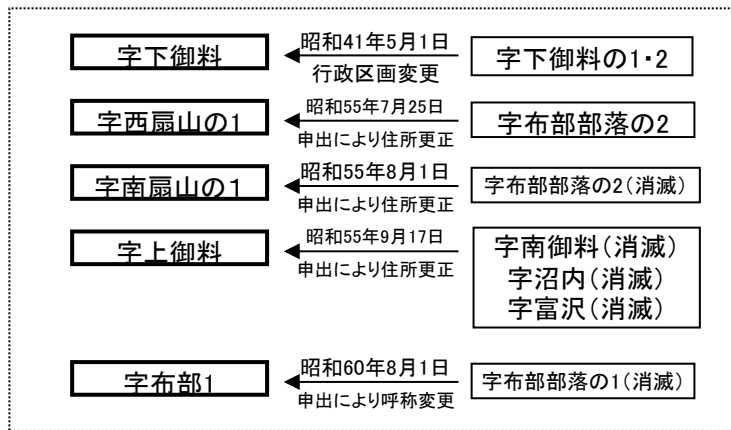 字下御料
昭和41年5月1日
行政区画変更
字下御料の1・2
字西扇山の1
昭和55年7月25日
申出により住所更正
字布部部落の2
字南扇山の1
昭和55年8月1日
申出により住所更正
字布部部落の2(消滅)
字上御料
昭和55年9月17日
申出により住所更正
字南御料(消滅)
字沼内(消滅)
字富沢(消滅)
字布部1
昭和60年8月1日
申出により呼称変更
字布部部落の1(消滅)